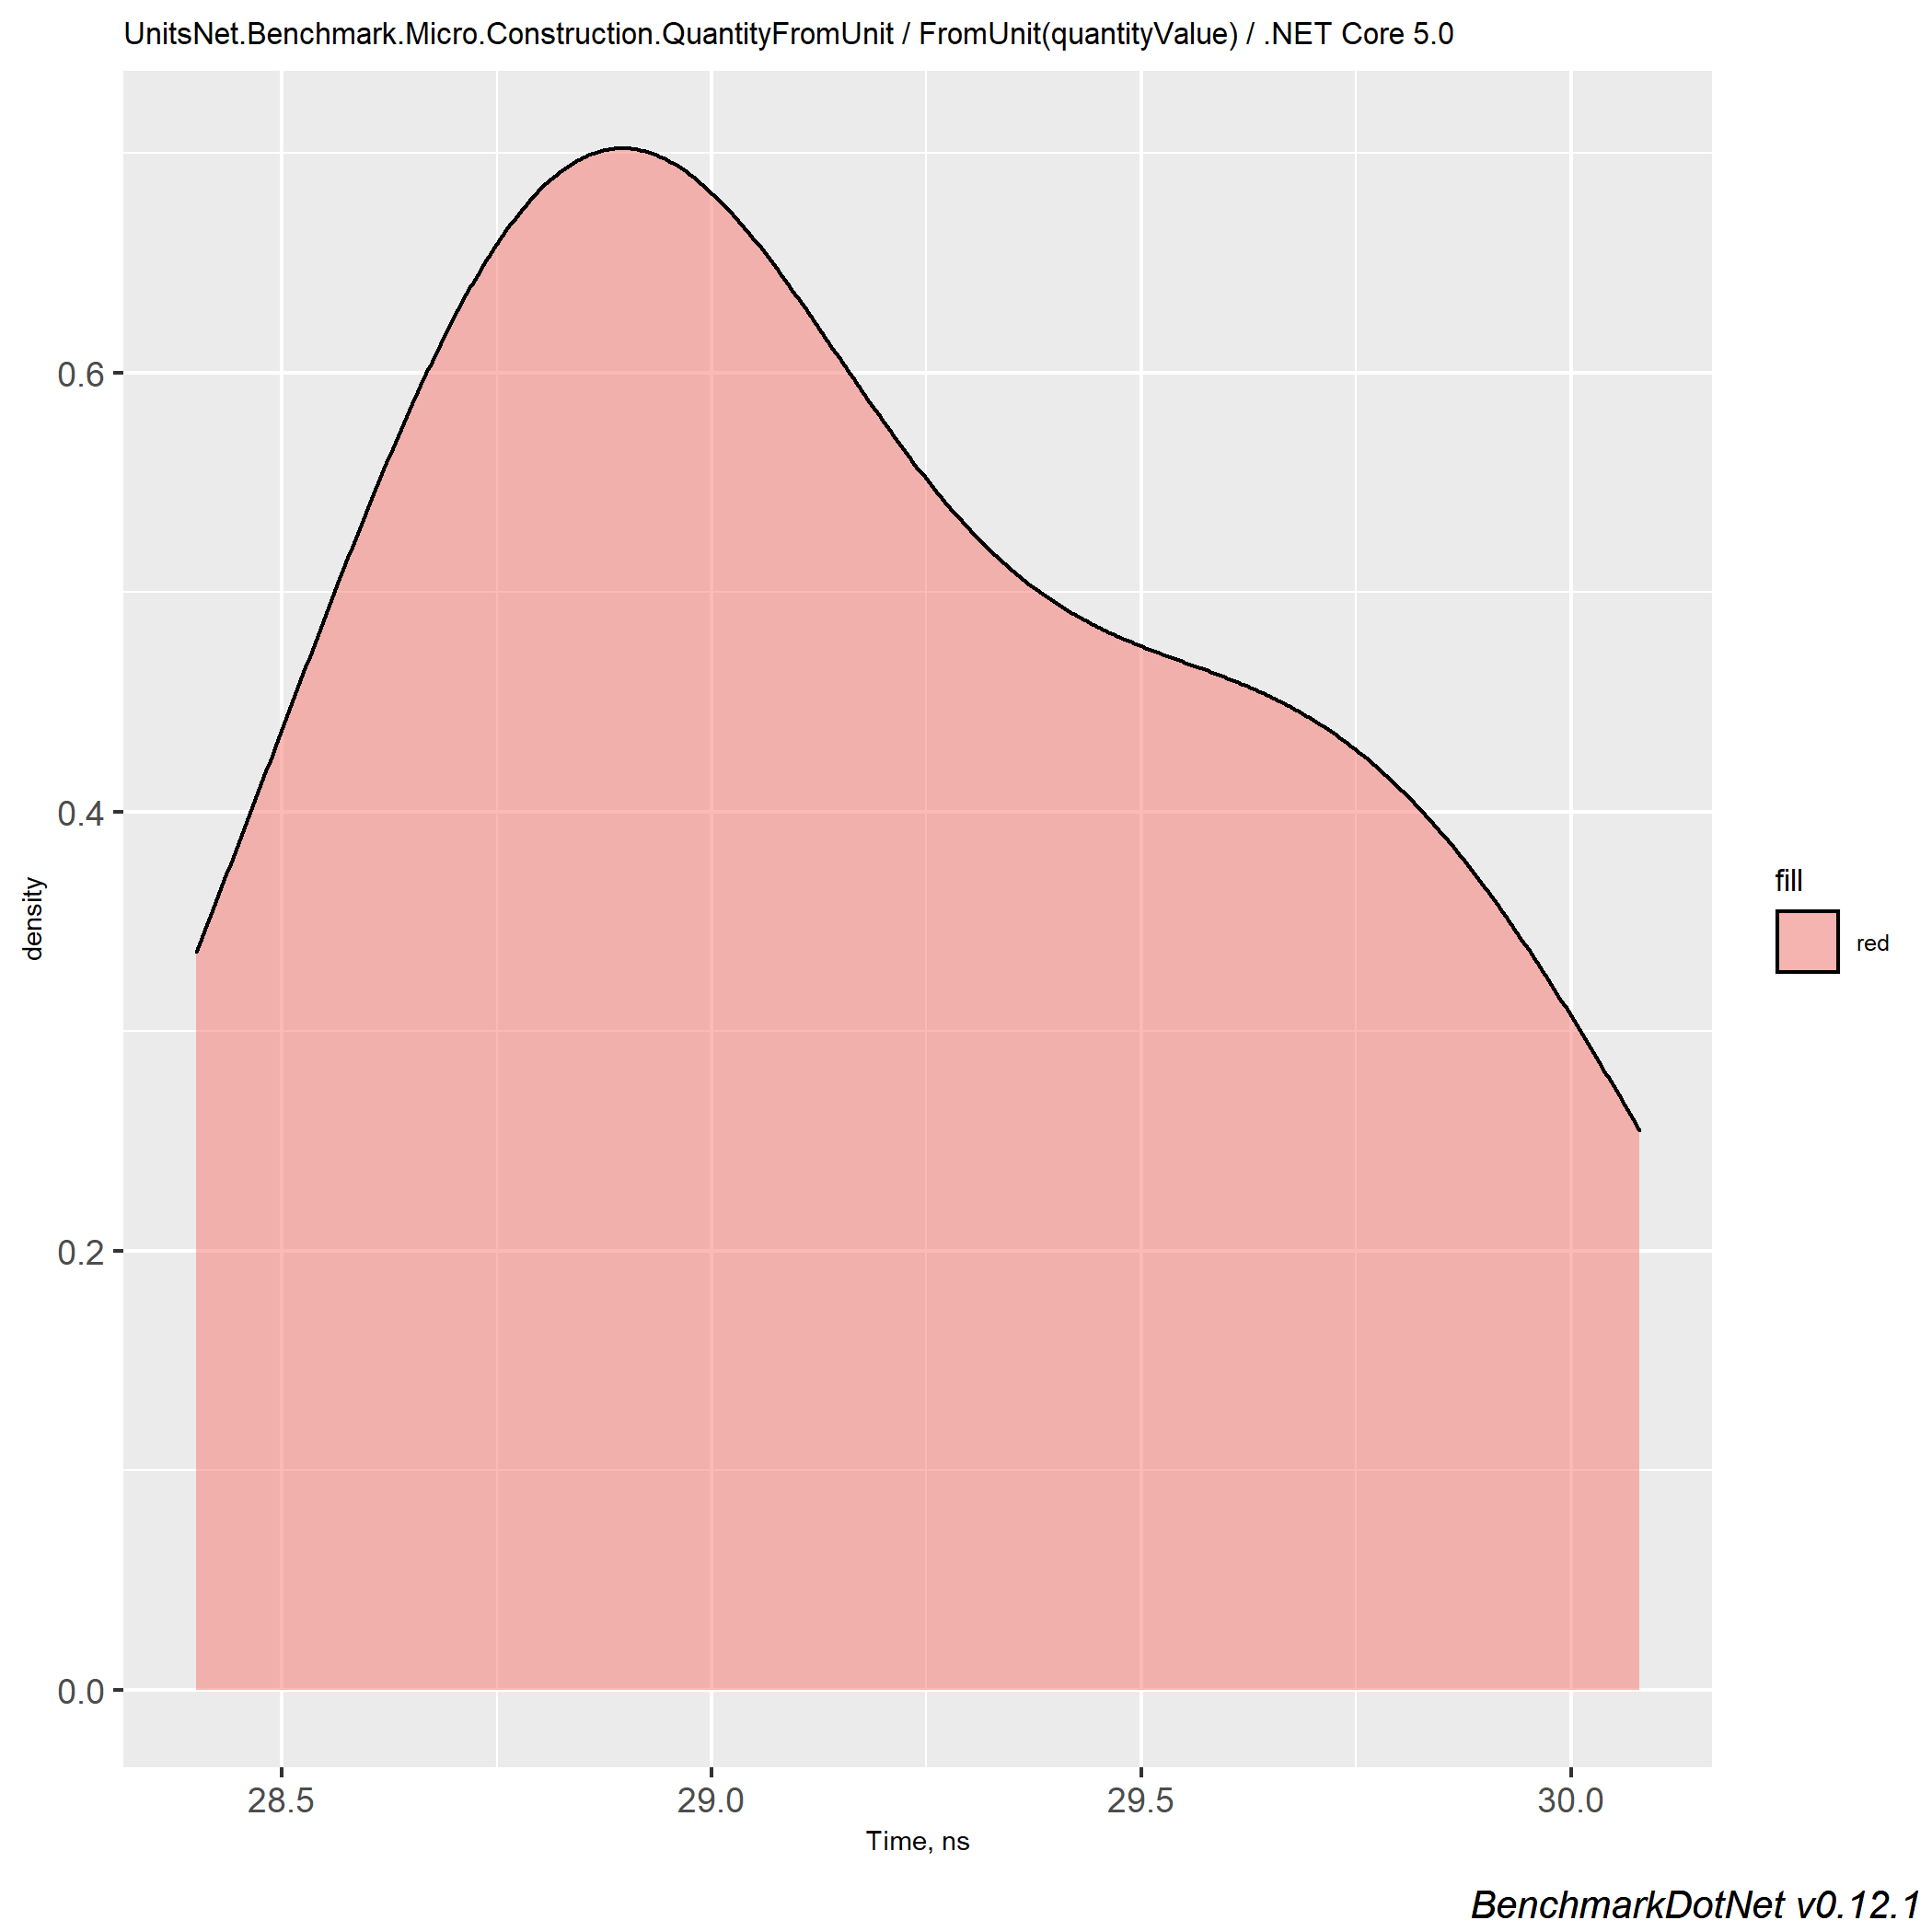 UnitsNet.Benchmark.Micro.Construction.QuantityFromUnit / FromUnit(quantityValue) / .NET Core 5.0
0.6
0.4
0.2
0.0
density
28.5 29.0 29.5 30.0
Time, ns
fill
red
BenchmarkDotNet v0.12.1